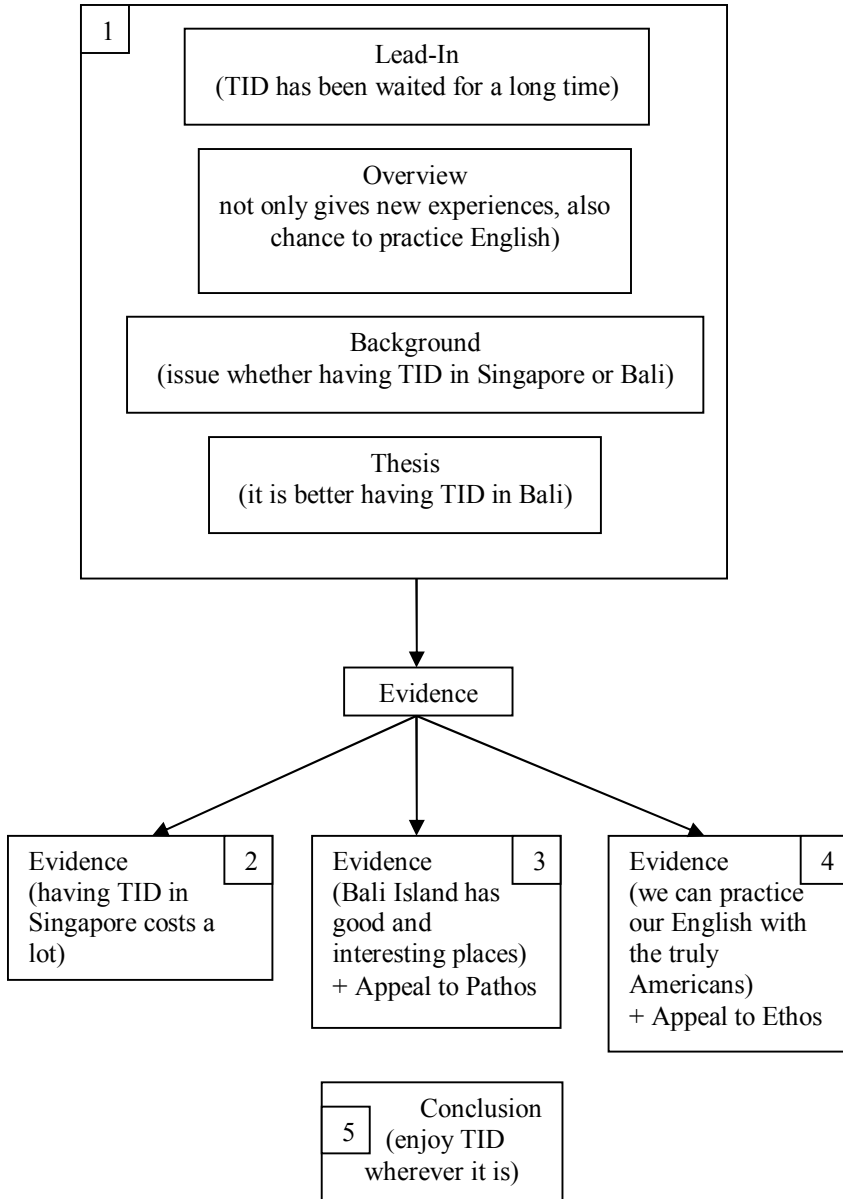 1
Lead-In
(TID has been waited for a long time)
Overview
not only gives new experiences, also
chance to practice English)
Background
(issue whether having TID in Singapore or Bali)
Thesis
(it is better having TID in Bali)
Evidence
2
Evidence
(having TID in
Singapore costs a
lot)
3
Evidence
(Bali Island has
good and
interesting places)
+ Appeal to Pathos
4
Evidence
(we can practice
our English with
the truly
Americans)
+ Appeal to Ethos
5
Conclusion
(enjoy TID
wherever it is)